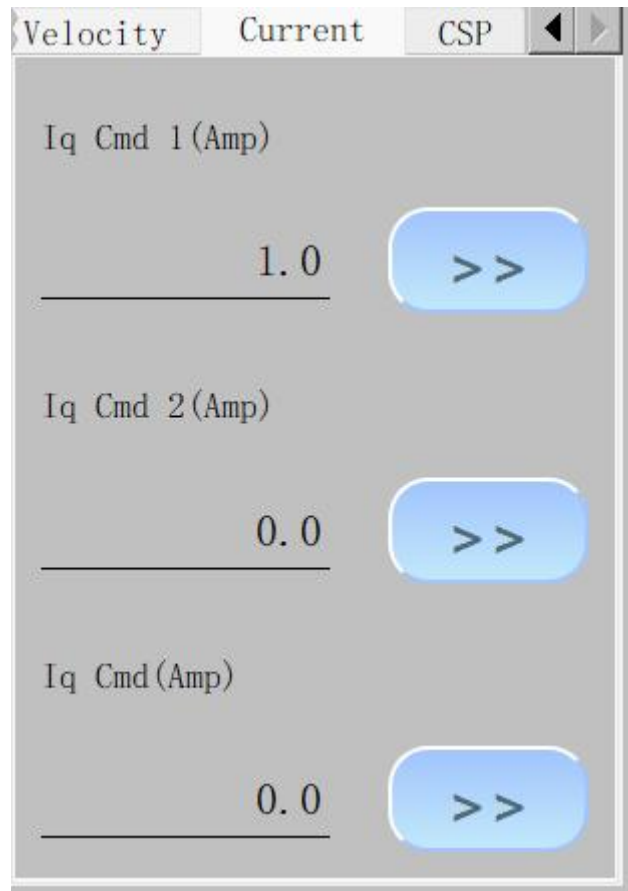 Velocity Current CSP
Iq Cmd 1(Amp)
1.0 >>
Iq Cmd 2(Amp)
0.0 >>
Iq Cmd(Amp)
0.0 >>